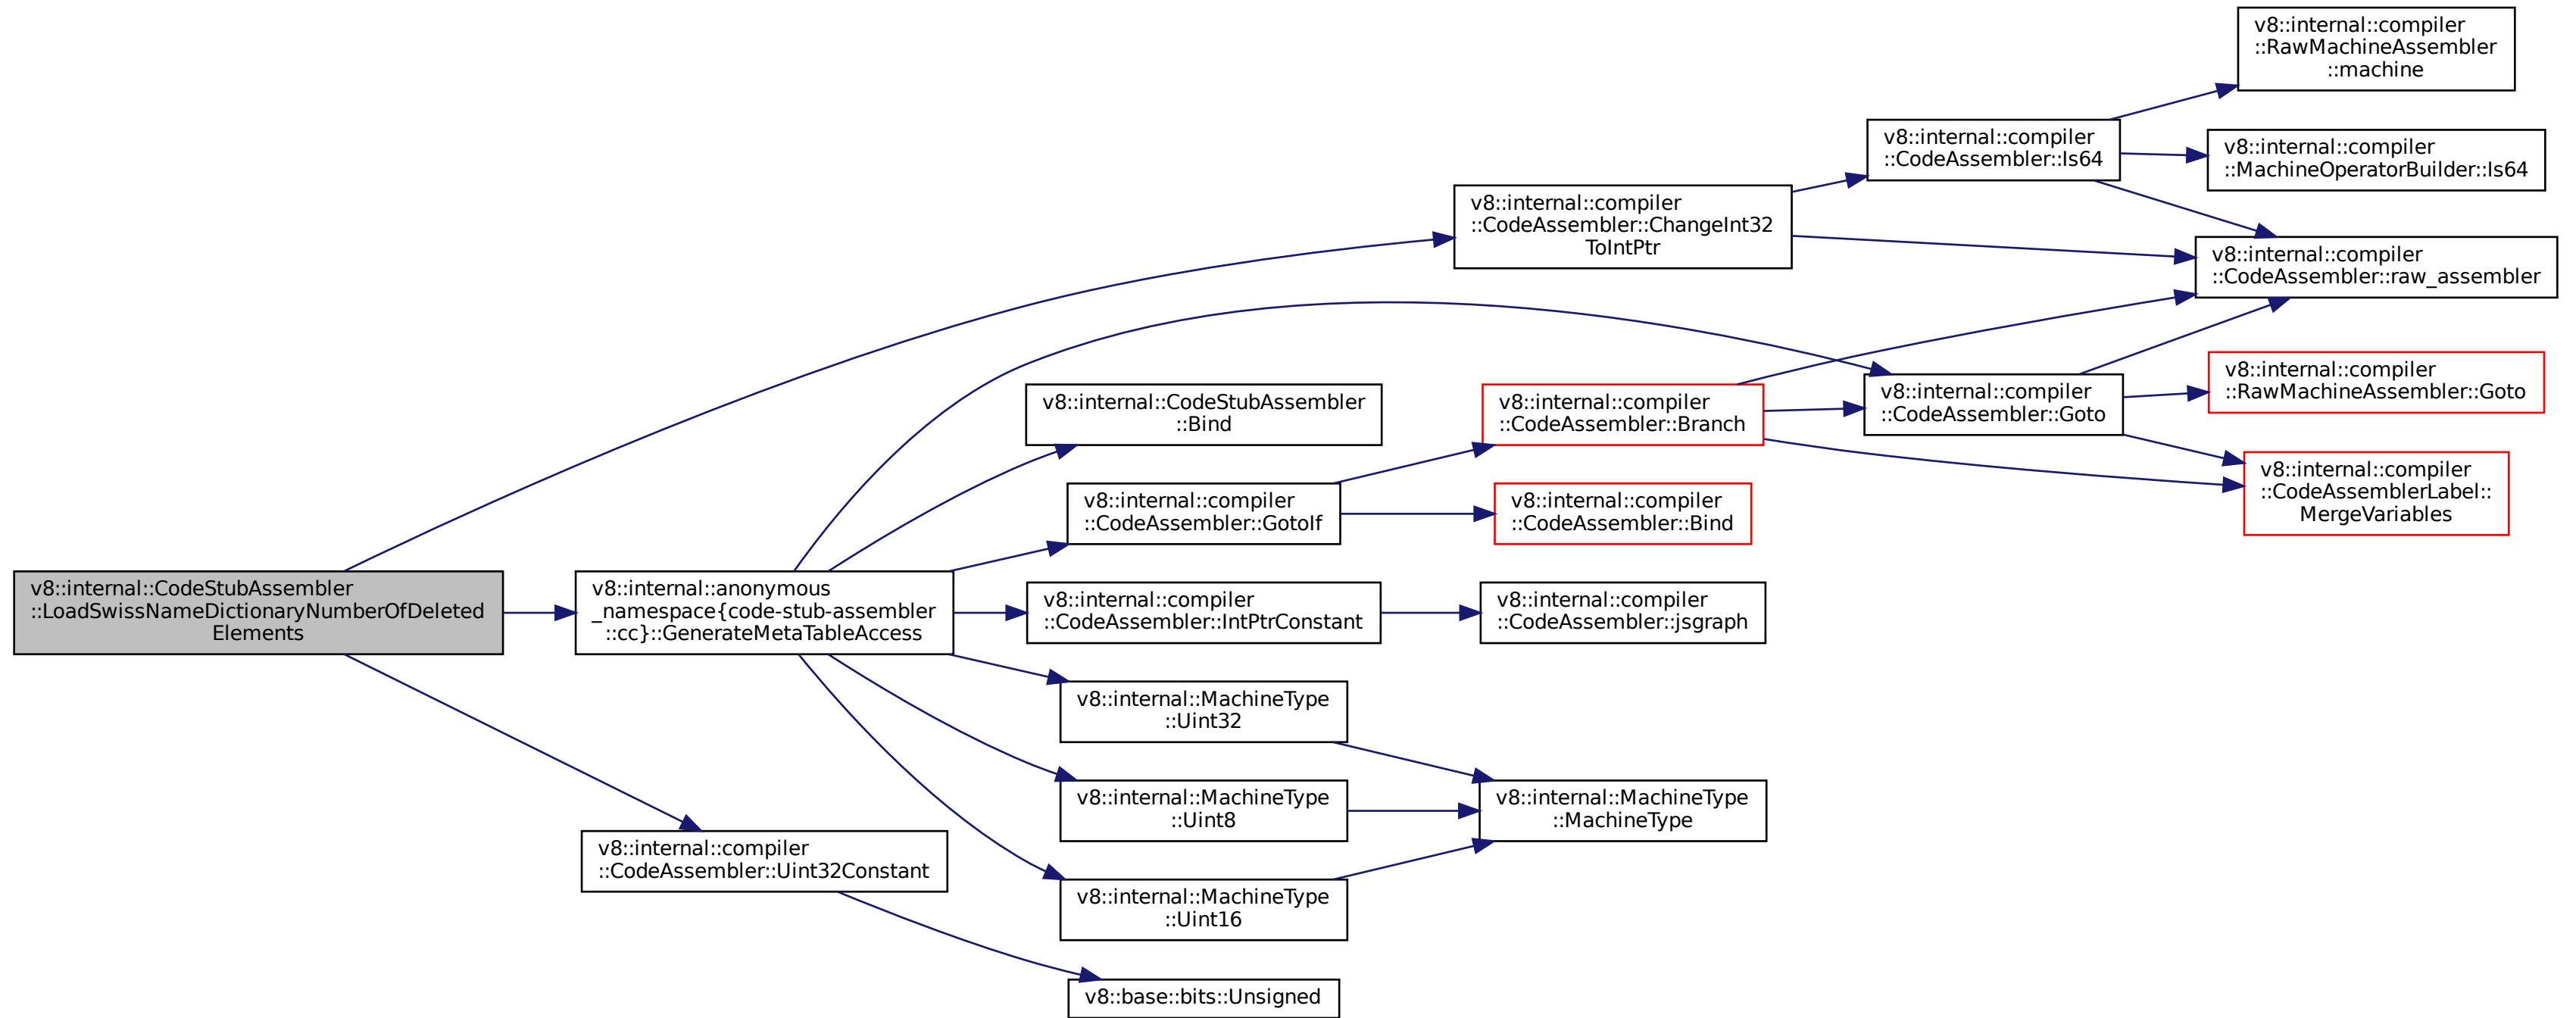 v8::internal::compiler
::RawMachineAssembler
::machine
v8::internal::compiler
::CodeAssembler::Is64
v8::internal::compiler
::MachineOperatorBuilder::Is64
v8::internal::compiler
::CodeAssembler::ChangeInt32
ToIntPtr
v8::internal::compiler
::CodeAssembler::raw_assembler
v8::internal::CodeStubAssembler
::Bind
v8::internal::compiler
::CodeAssembler::Branch
v8::internal::compiler
::CodeAssembler::Goto
v8::internal::compiler
::RawMachineAssembler::Goto
v8::internal::compiler
::CodeAssembler::GotoIf
v8::internal::compiler
::CodeAssembler::Bind
v8::internal::compiler
::CodeAssemblerLabel::
MergeVariables
v8::internal::CodeStubAssembler
::LoadSwissNameDictionaryNumberOfDeleted
Elements
v8::internal::anonymous
_namespace{code-stub-assembler
::cc}::GenerateMetaTableAccess
v8::internal::compiler
::CodeAssembler::IntPtrConstant
v8::internal::compiler
::CodeAssembler::jsgraph
v8::internal::MachineType
::Uint32
v8::internal::MachineType
::Uint8
v8::internal::MachineType
::MachineType
v8::internal::compiler
::CodeAssembler::Uint32Constant
v8::internal::MachineType
::Uint16
v8::base::bits::Unsigned